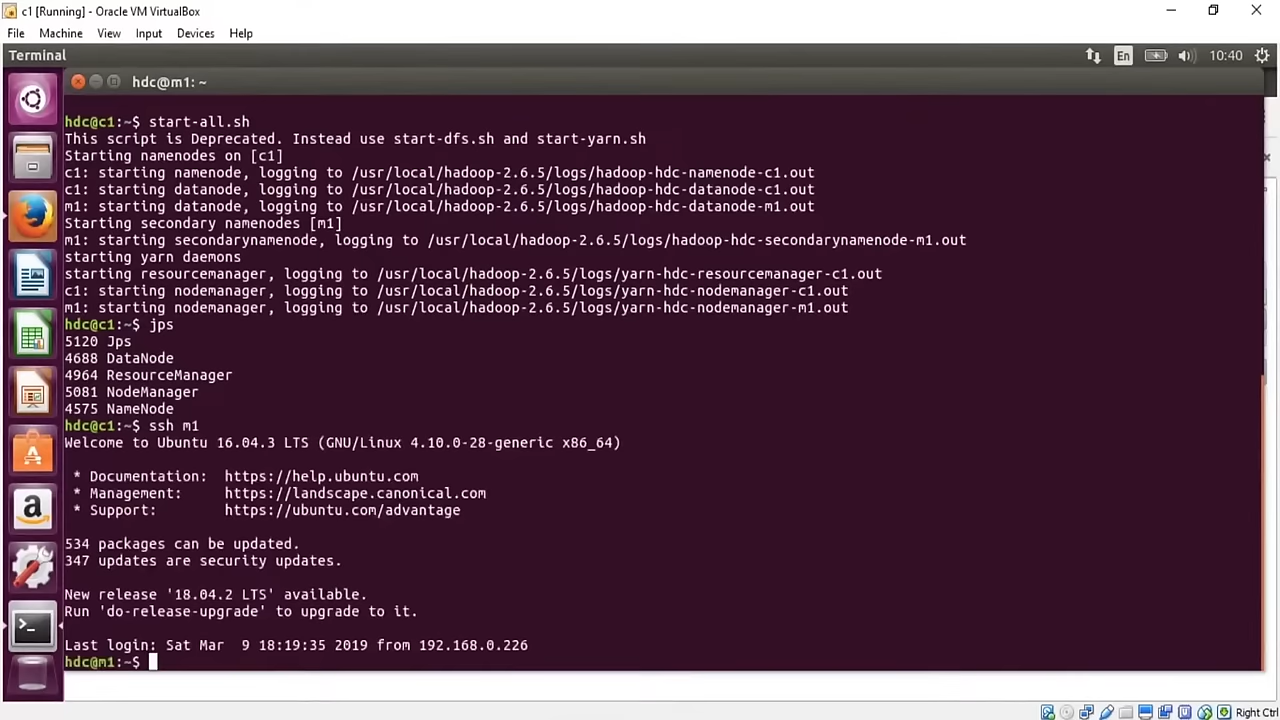 c1 [Running] - Oracle VM VirtualBox
File Machine View Input Devices Help
Terminal En 10:40
hdc@m1: ~
hdc@c1:~$ start-all.sh
This script is Deprecated. Instead use start-dfs.sh and start-yarn.sh
Starting namenodes on [c1]
c1: starting namenode, logging to /usr/local/hadoop-2.6.5/logs/hadoop-hdc-namenode-c1.out
c1: starting datanode, logging to /usr/local/hadoop-2.6.5/logs/hadoop-hdc-datanode-c1.out
m1: starting datanode, logging to /usr/local/hadoop-2.6.5/logs/hadoop-hdc-datanode-m1.out
Starting secondary namenodes [m1]
m1: starting secondarynamenode, logging to /usr/local/hadoop-2.6.5/logs/hadoop-hdc-secondarynamenode-m1.out
starting yarn daemons
starting resourcemanager, logging to /usr/local/hadoop-2.6.5/logs/yarn-hdc-resourcemanager-c1.out
c1: starting nodemanager, logging to /usr/local/hadoop-2.6.5/logs/yarn-hdc-nodemanager-c1.out
m1: starting nodemanager, logging to /usr/local/hadoop-2.6.5/logs/yarn-hdc-nodemanager-m1.out
hdc@c1:~$ jps
5120 Jps
4688 DataNode
4964 ResourceManager
5081 NodeManager
4575 NameNode
hdc@c1:~$ ssh m1
Welcome to Ubuntu 16.04.3 LTS (GNU/Linux 4.10.0-28-generic x86_64)
* Documentation: https://help.ubuntu.com
* Management: https://landscape.canonical.com
* Support: https://ubuntu.com/advantage
534 packages can be updated.
347 updates are security updates.
New release '18.04.2 LTS' available.
Run 'do-release-upgrade' to upgrade to it.
Last login: Sat Mar  9 18:19:35 2019 from 192.168.0.226
hdc@m1:~$
Right Ctrl